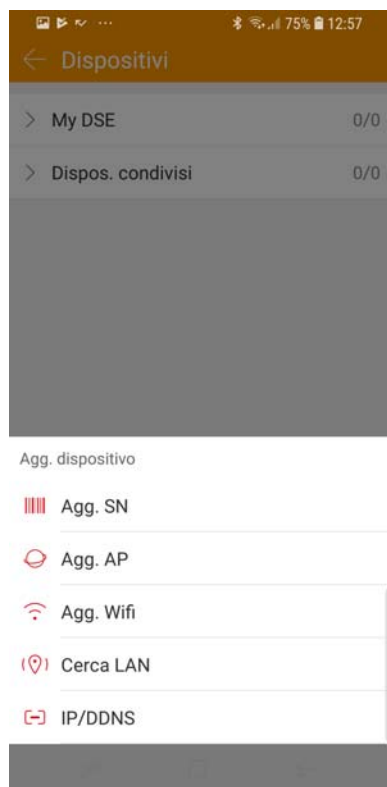 75% 12:57
Dispositivi
My DSE 0/0
Dispos. condivisi 0/0
Agg. dispositivo
Agg. SN
Agg. AP
Agg. Wifi
Cerca LAN
IP/DDNS